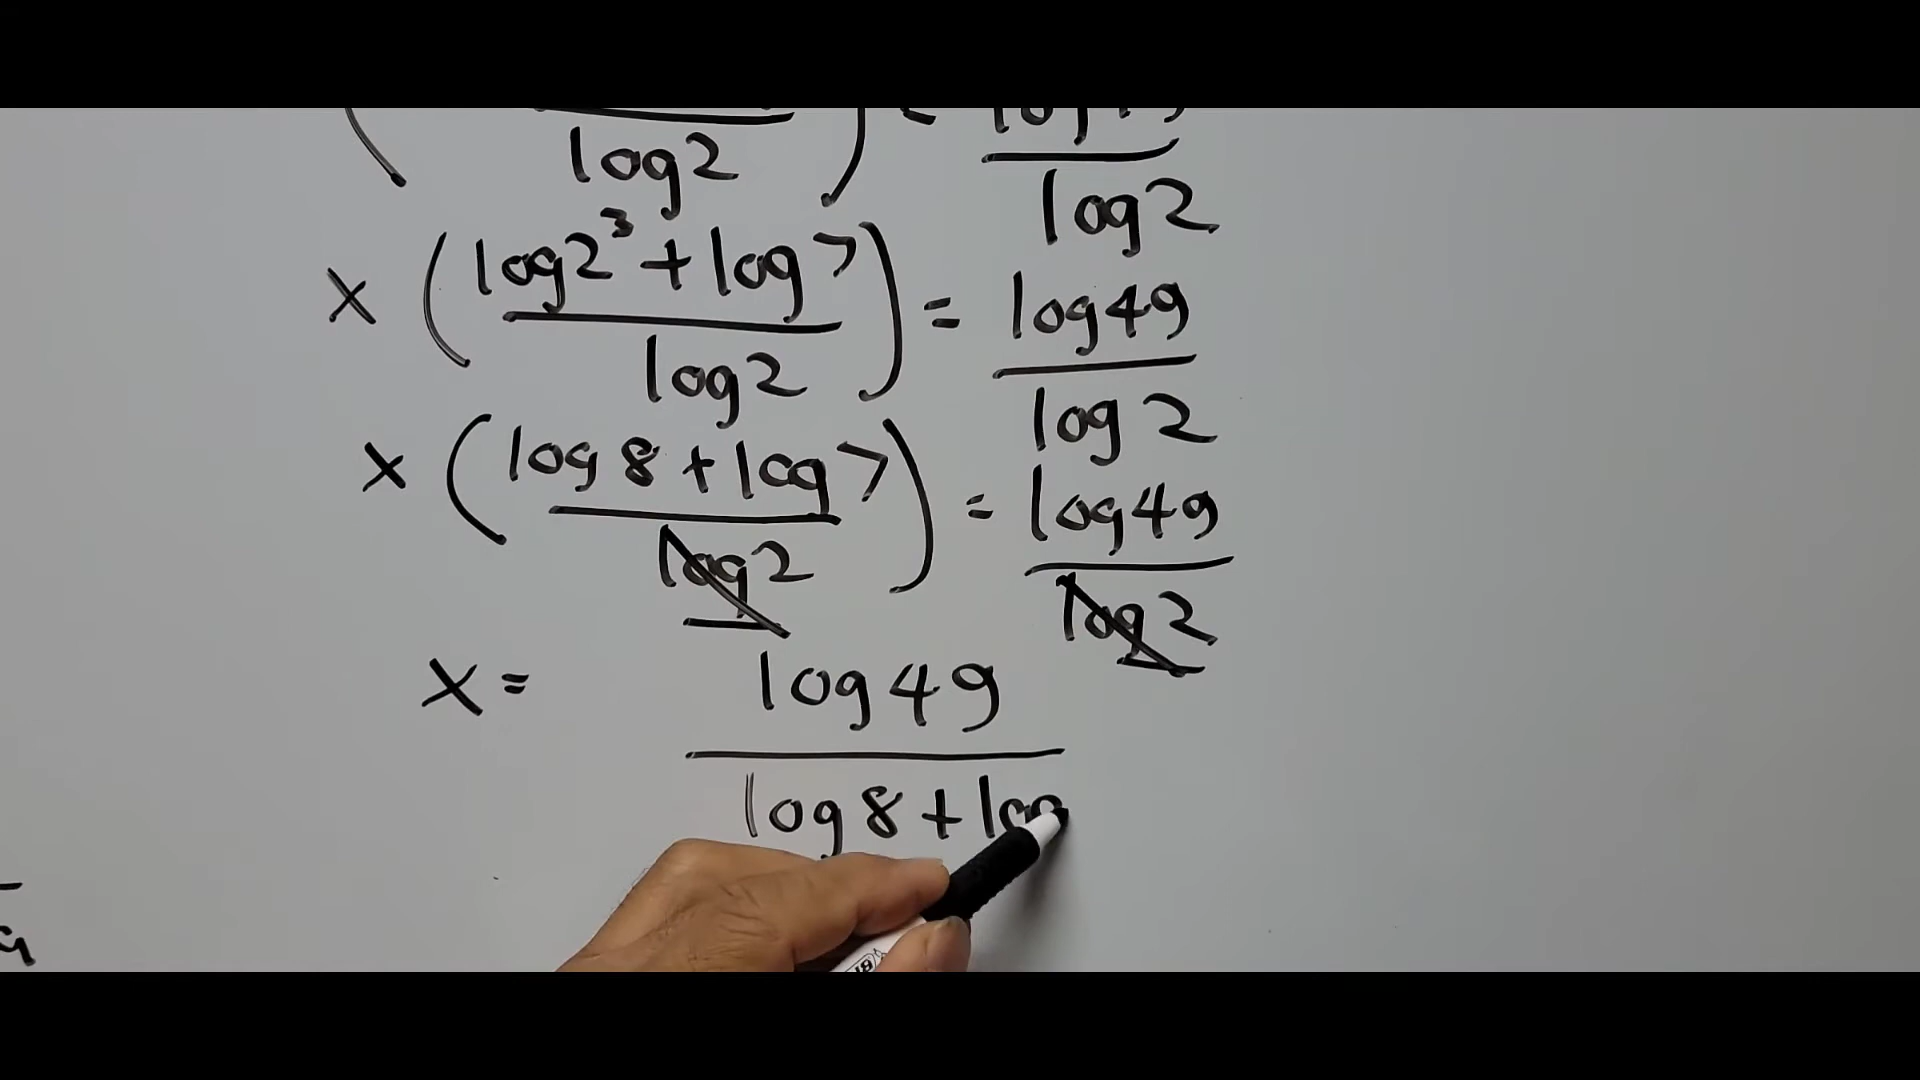 log2
log2
x (log2³ + log7 / log2) = log49 / log2
x (log8 + log7 / log2) = log49 / log2
x = log49 / log8 + log